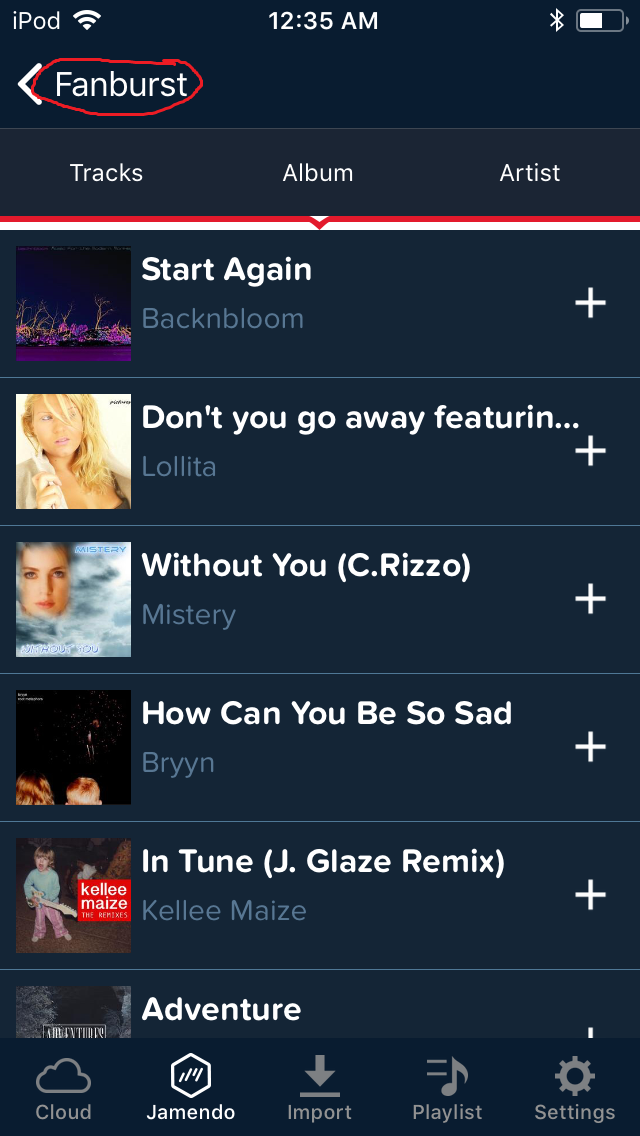 iPod 12:35 AM
Fanburst
Tracks Album Artist
Start Again
Backnbloom
Don't you go away featurin...
Lollita
MISTERY
WITHOUT YOU
Without You (C.Rizzo)
Mistery
How Can You Be So Sad
Bryyn
kellee
maize
THE REMIXES
In Tune (J. Glaze Remix)
Kellee Maize
ADVENTURES
Adventure
Cloud Jamendo Import Playlist Settings